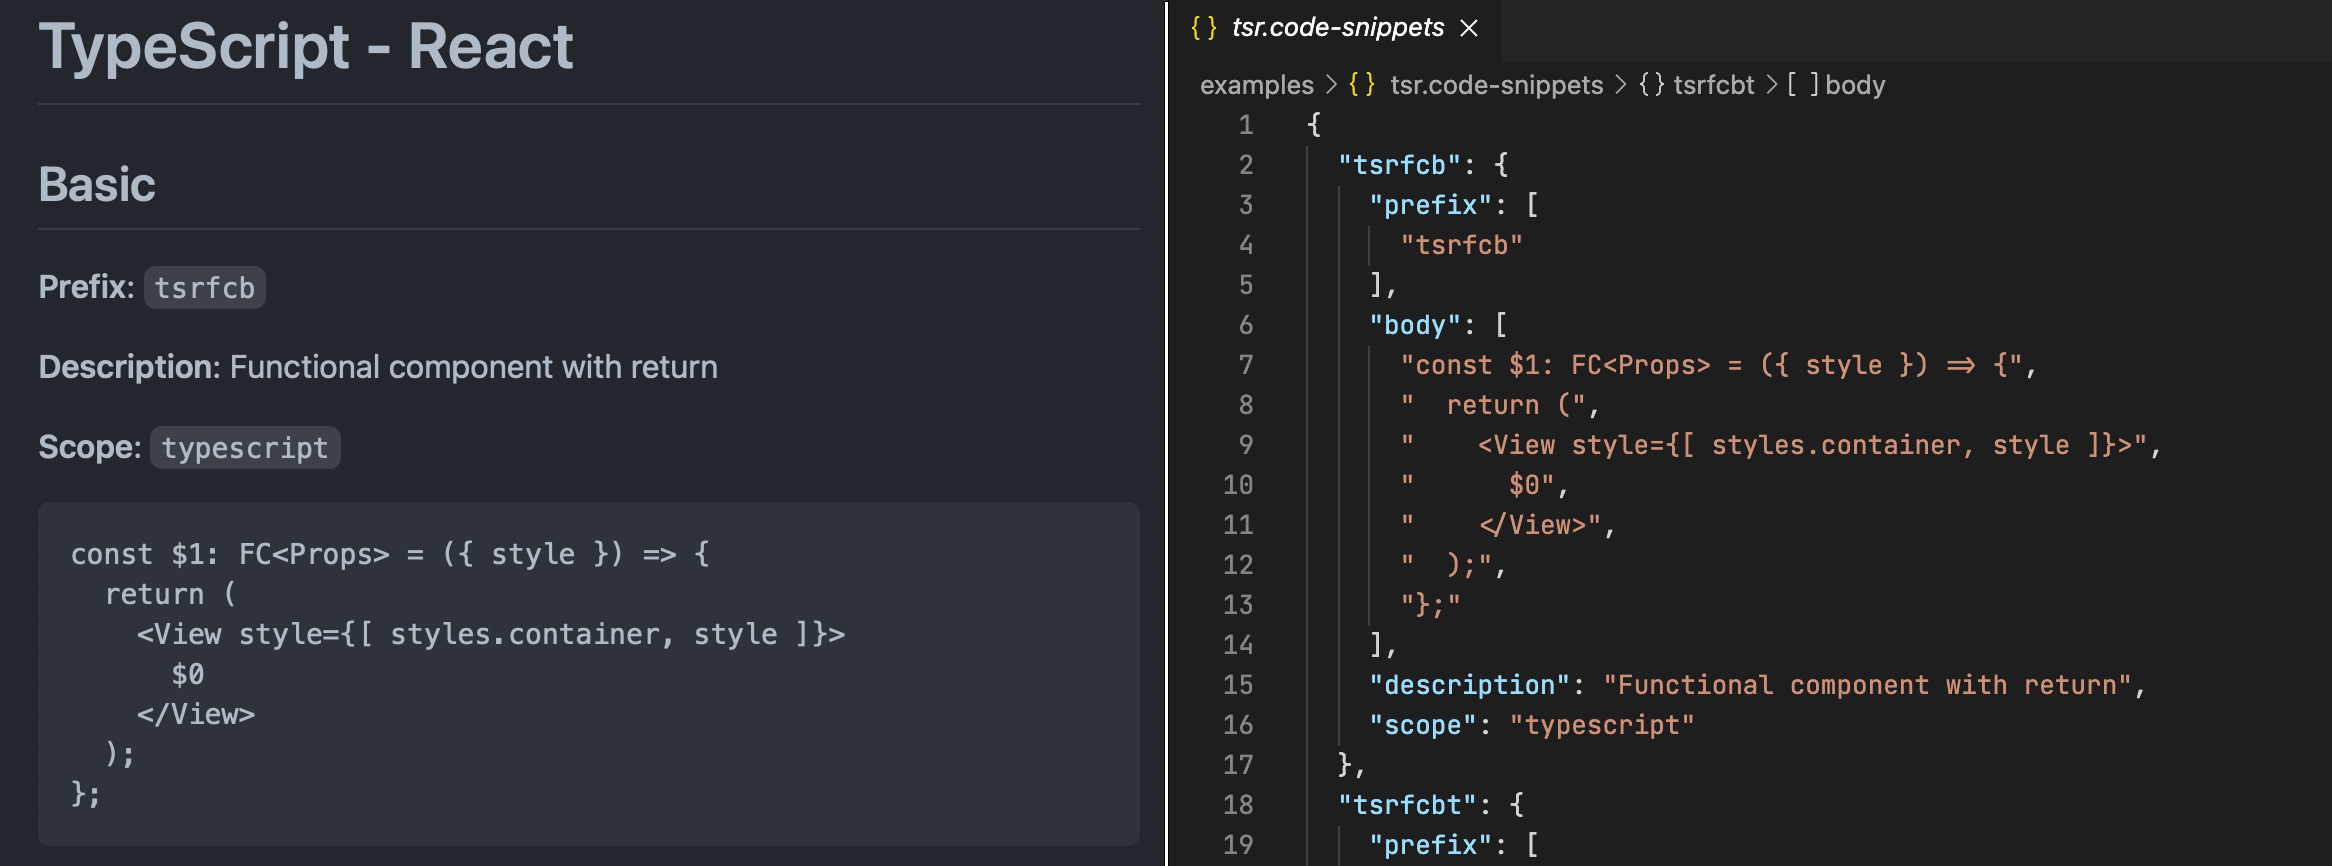 TypeScript - React
Basic
Prefix: tsrfcb
Description: Functional component with return
Scope: typescript
const $1: FC<Props> = ({ style }) => {
  return (
    <View style={[ styles.container, style ]}>
      $0
    </View>
  );
};
{} tsr.code-snippets ×
examples > {} tsr.code-snippets > {} tsrfcbt > [ ] body
1 {
2   "tsrfcb": {
3     "prefix": [
4       "tsrfcb"
5     ],
6     "body": [
7       "const $1: FC<Props> = ({ style }) => {",
8       "  return (",
9       "    <View style={[ styles.container, style ]}>",
10       "      $0",
11       "    </View>",
12       "  );",
13       "};"
14     ],
15     "description": "Functional component with return",
16     "scope": "typescript"
17   },
18   "tsrfcbt": {
19     "prefix": [